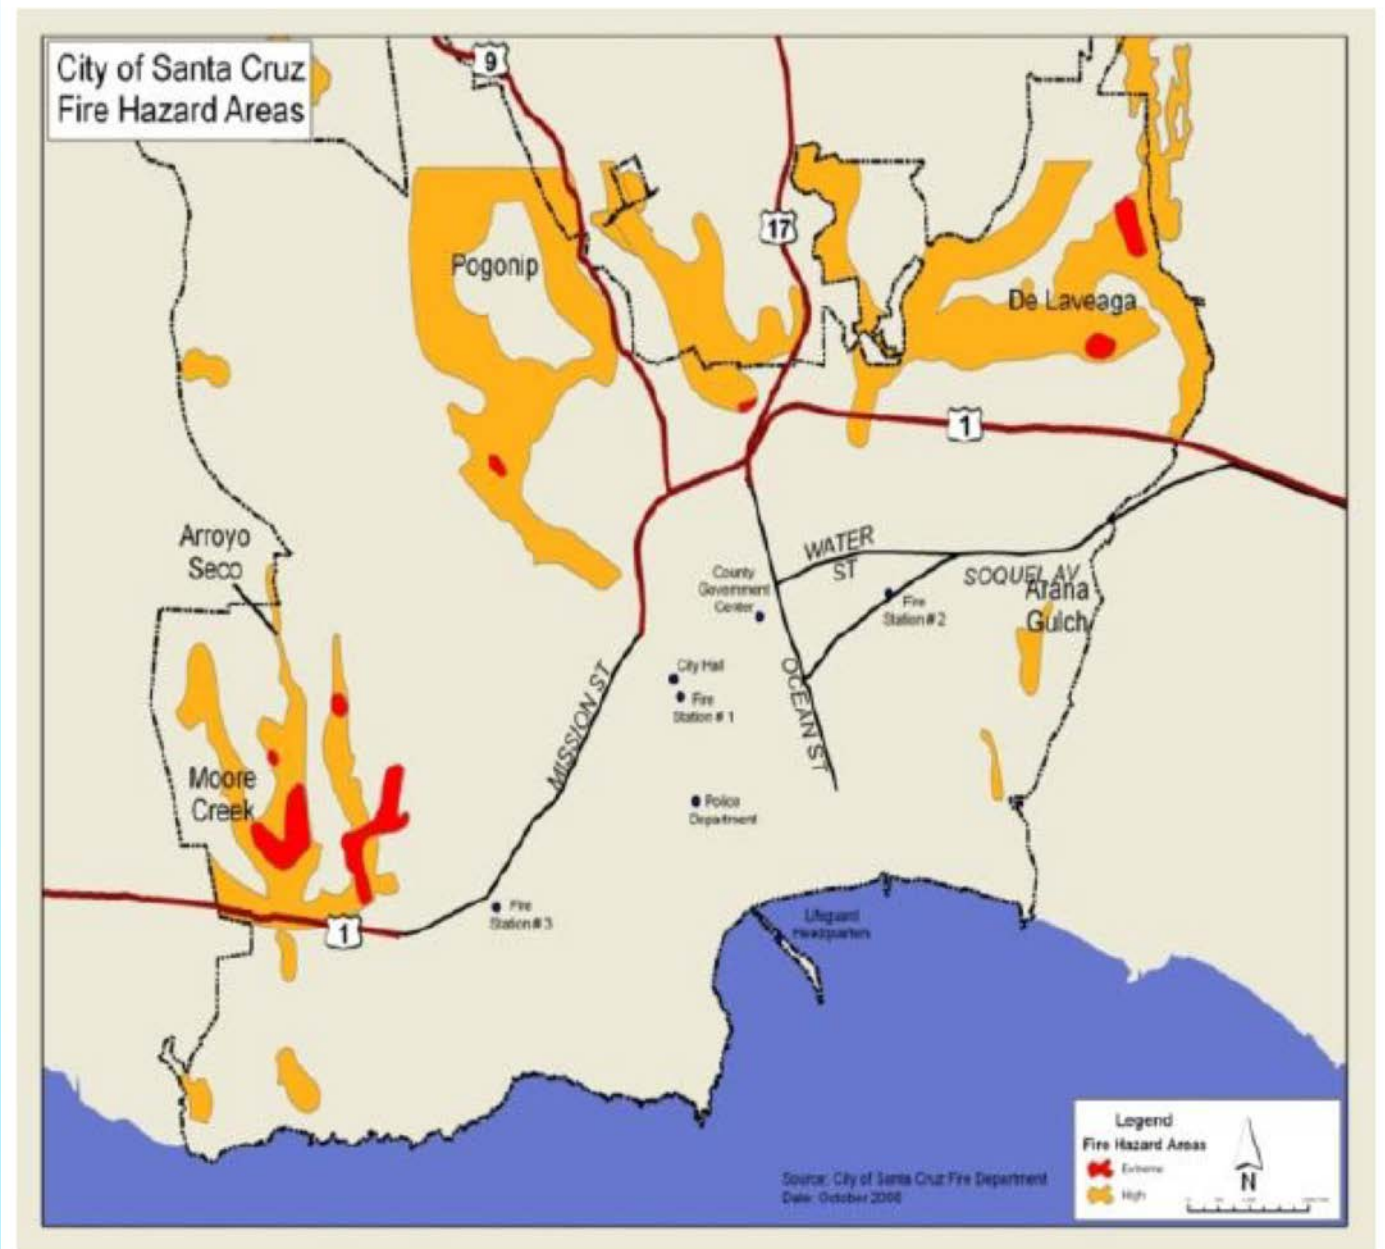 City of Santa Cruz
Fire Hazard Areas
9
17
Pogonip
De Laveaga
1
Arroyo
Seco
WATER
ST
County
Government
Center
SOQUEL AV
Arana
Gulch
Fire
Station # 2
City Hall
Fire
Station # 1
MISSION ST
OCEAN ST
Moore
Creek
Police
Department
Fire
Station # 3
1
Lifeguard
Headquarters
Legend
Fire Hazard Areas
Extreme
High
N
Source: City of Santa Cruz Fire Department